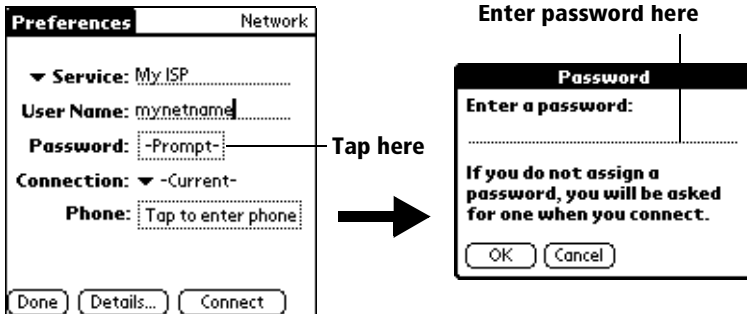 Preferences Network
Service: My ISP
User Name: mynetname
Password: -Prompt-
Connection: -Current-
Phone: Tap to enter phone
Done Details... Connect
Tap here
Enter password here
Password
Enter a password:
If you do not assign a
password, you will be asked
for one when you connect.
OK Cancel